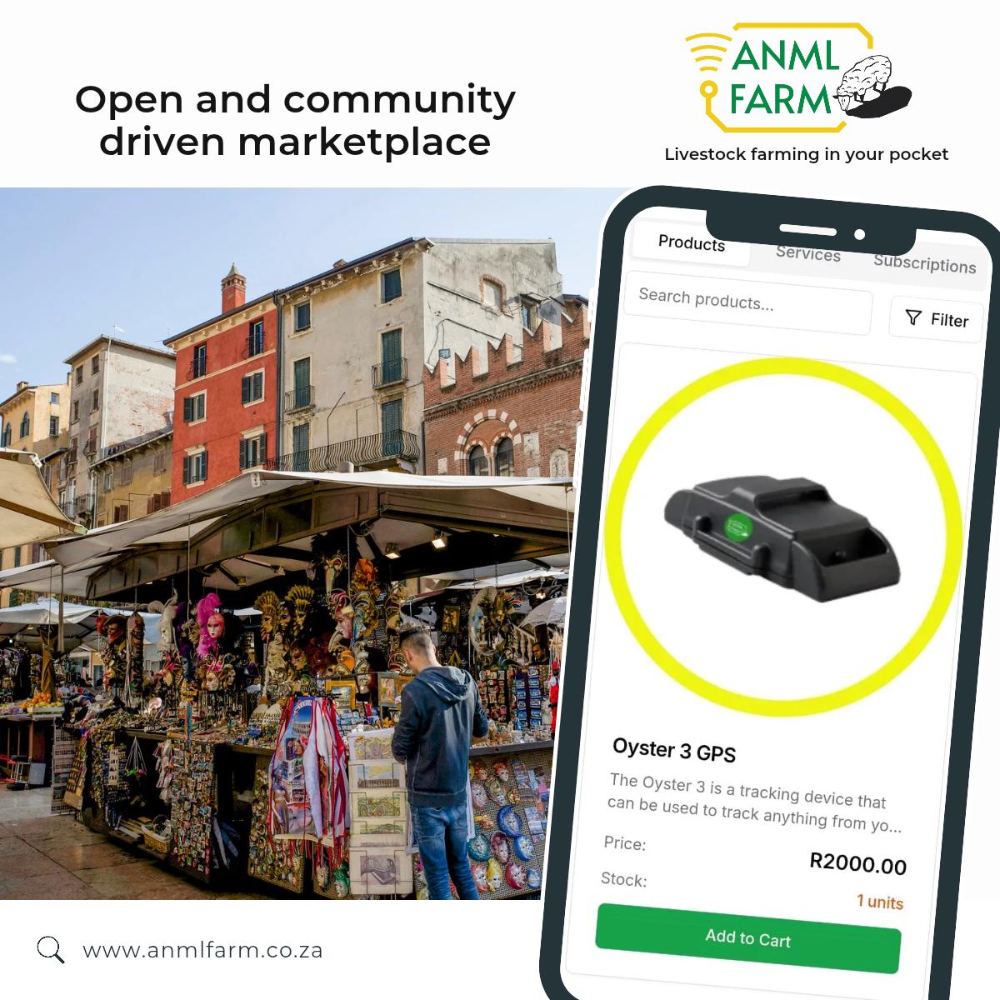 Open and community
driven marketplace
ANML
FARM
Livestock farming in your pocket
Products
Services
Subscriptions
Search products...
Filter
Oyster 3 GPS
The Oyster 3 is a tracking device that
can be used to track anything from yo...
Price:
R2000.00
Stock:
1 units
Add to Cart
www.anmlfarm.co.za